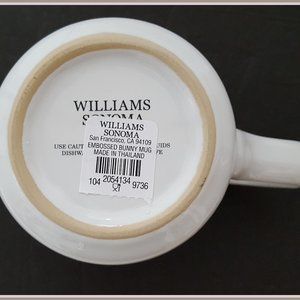 WILLIAMS
SONOMA
WILLIAMS
SONOMA
San Francisco, CA 94109
EMBOSSED BUNNY MUG
MADE IN THAILAND
2054134
104 9736
USE CAUT
DISHW